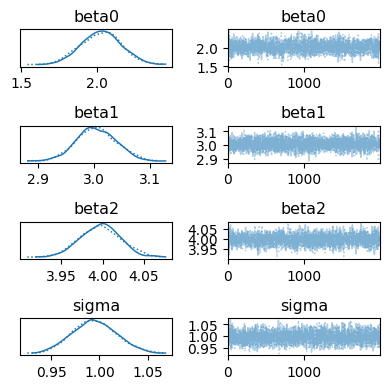 beta0 beta0
2.0
1.5
1.5 2.0 0 1000
beta1 beta1
3.1
3.0
2.9
2.9 3.0 3.1 0 1000
beta2 beta2
4.05
4.00
3.95
3.95 4.00 4.05 0 1000
sigma sigma
1.05
1.00
0.95
0.95 1.00 1.05 0 1000